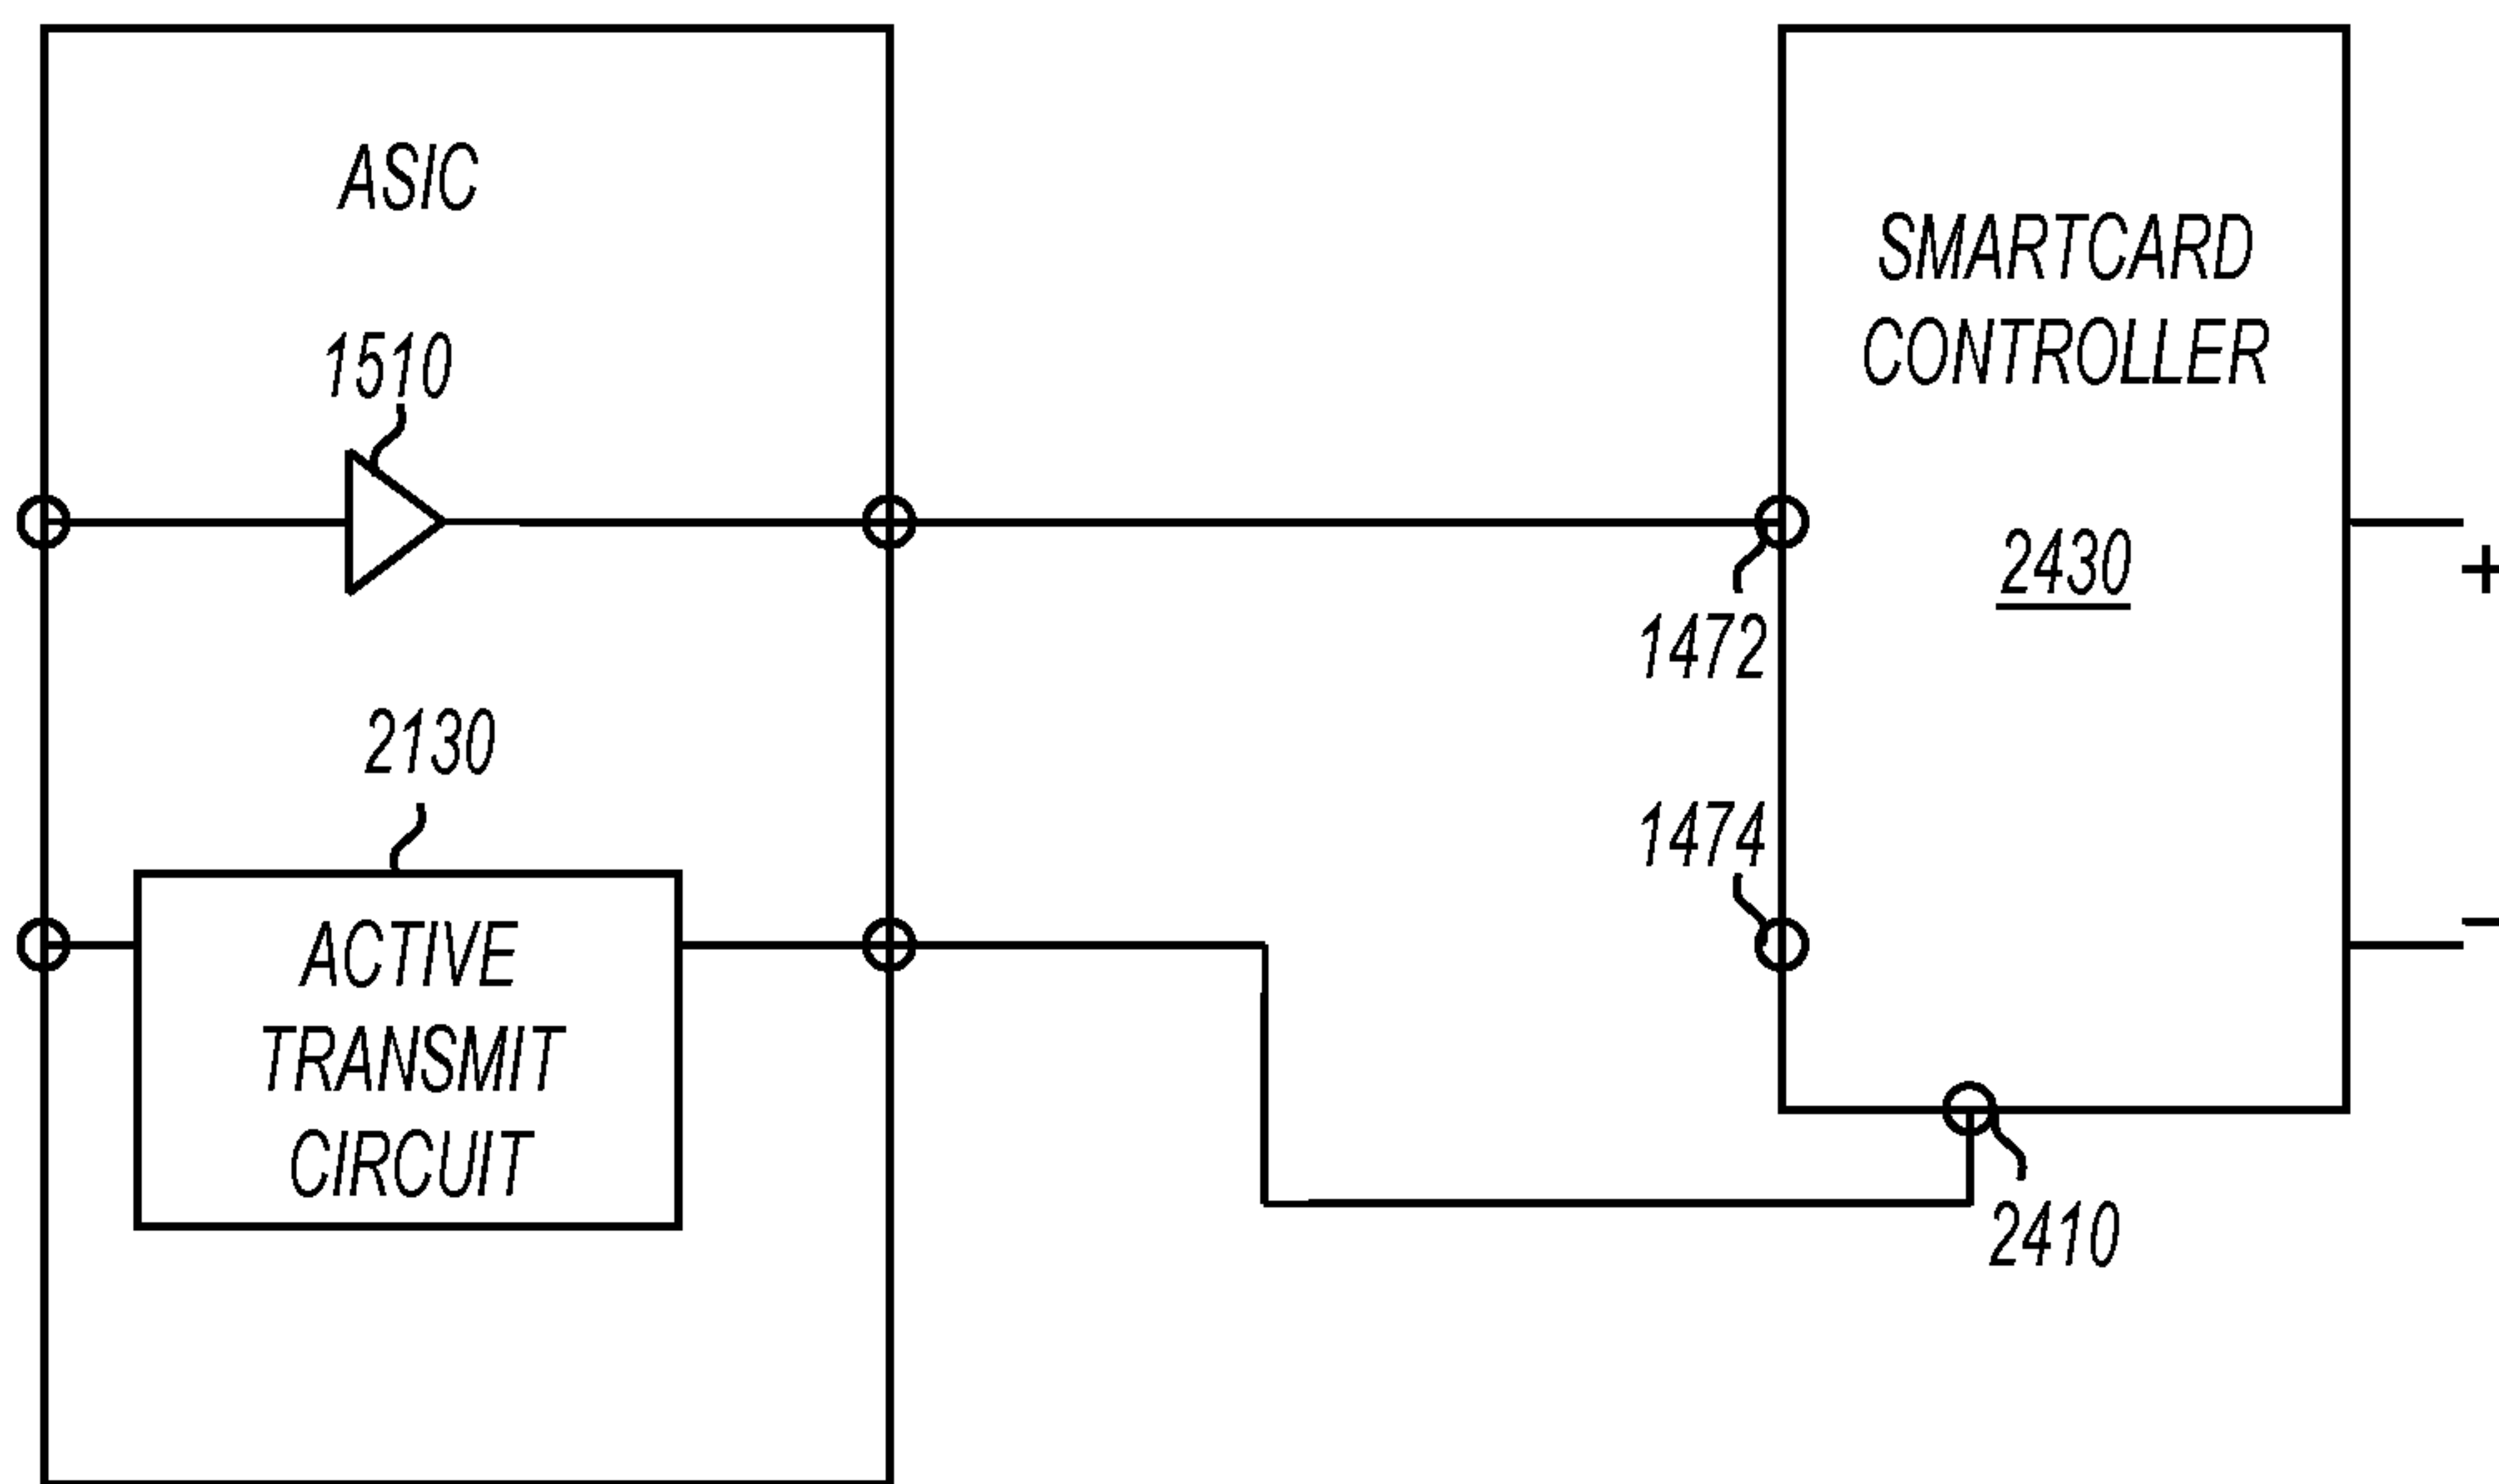 ASIC
1510
2130
ACTIVE
TRANSMIT
CIRCUIT
SMARTCARD
CONTROLLER
2430
+
1472
1474
−
2410